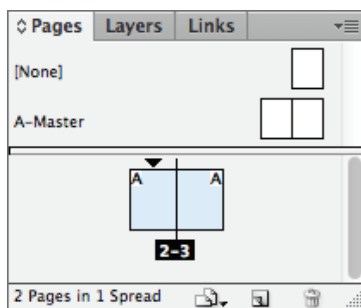 Pages Layers Links
[None]
A-Master
A A
2-3
2 Pages in 1 Spread